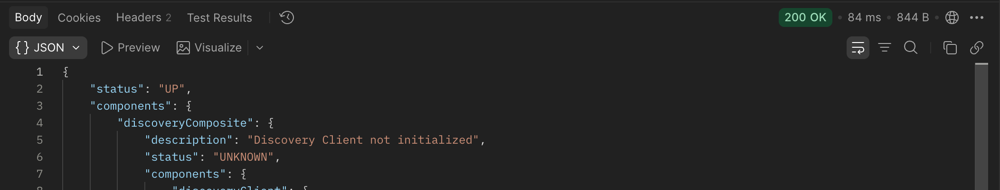 Body Cookies Headers 2 Test Results 200 OK • 84 ms • 844 B •
{} JSON Preview Visualize
1 {
2 "status": "UP",
3 "components": {
4 "discoveryComposite": {
5 "description": "Discovery Client not initialized",
6 "status": "UNKNOWN",
7 "components": {
8 "discoveryClient": {